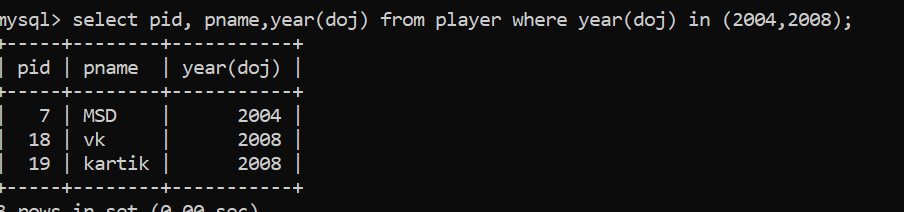 mysql> select pid, pname,year(doj) from player where year(doj) in (2004,2008);
+-----+--------+-----------+
| pid | pname  | year(doj) |
+-----+--------+-----------+
|   7 | MSD    |      2004 |
|  18 | vk     |      2008 |
|  19 | kartik |      2008 |
+-----+--------+-----------+
rows in set (0.00 sec)